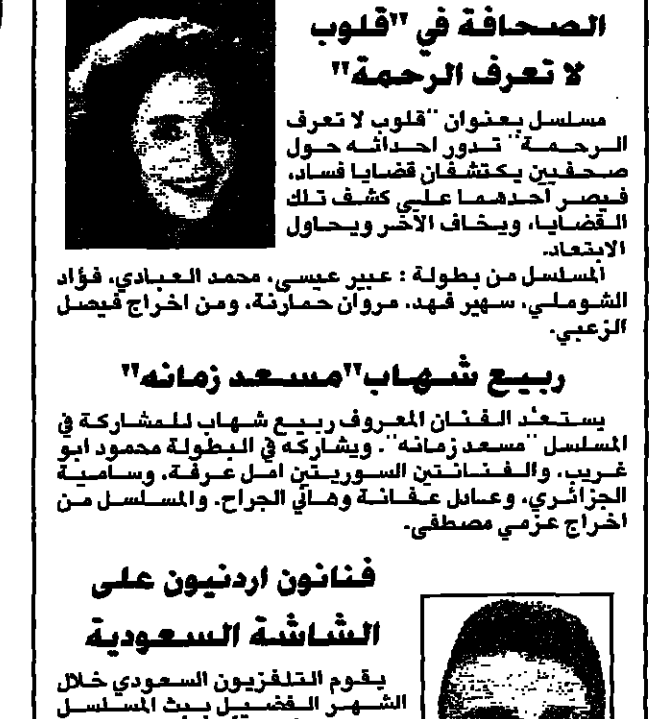 الصحافة في "قلوب
لا تعرف الرحمة"
مسلسل بعنوان "قلوب لا تعرف
الرحمة" تدور احداثه حول
صحفيين يكتشفان قضايا فساد،
فيصر أحدهما على كشف تلك
القضايا، ويخاف الآخر ويحاول
الابتعاد.
المسلسل من بطولة : عبير عيسى، محمد العبادي، فؤاد
الشوملي، سهير فهد، مروان حمارنة، ومن اخراج فيصل
الزعبي.
ربيع شهاب "مسعد زمانه"
يستعد الفنان المعروف ربيع شهاب للمشاركة في
المسلسل "مسعد زمانه". ويشاركه في البطولة محمود ابو
غريب، والفنانتين السوريتين امل عرفة، وسامية
الجزائري، وعادل عفانة وهاني الجراح. والمسلسل من
اخراج عزمي مصطفى.
فنانون اردنيون على
الشاشة السعودية
يقوم التلفزيون السعودي خلال
الشهر الفضيل ببث المسلسل